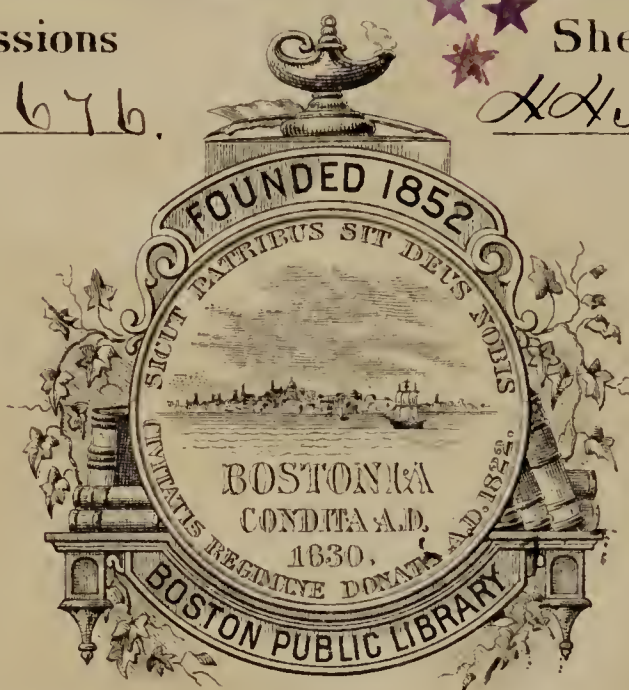 ssions She
676.
FOUNDED 1852
SICUT PATRIBUS SIT DEUS NOBIS
BOSTONIA
CONDITA A.D.
1630.
CIVITATIS REGIMINE DONATA A.D. 1822.
BOSTON PUBLIC LIBRARY